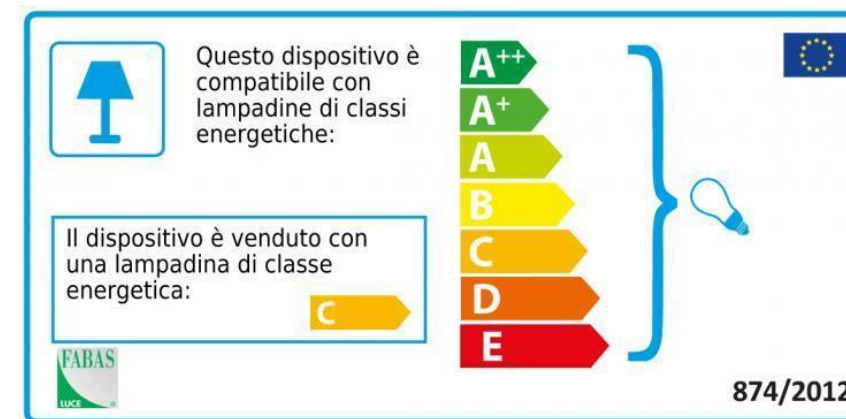 Questo dispositivo è
compatibile con
lampadine di classi
energetiche:
Il dispositivo è venduto con
una lampadina di classe
energetica:
C
FABAS
LUCE
A++
A+
A
B
C
D
E
874/2012